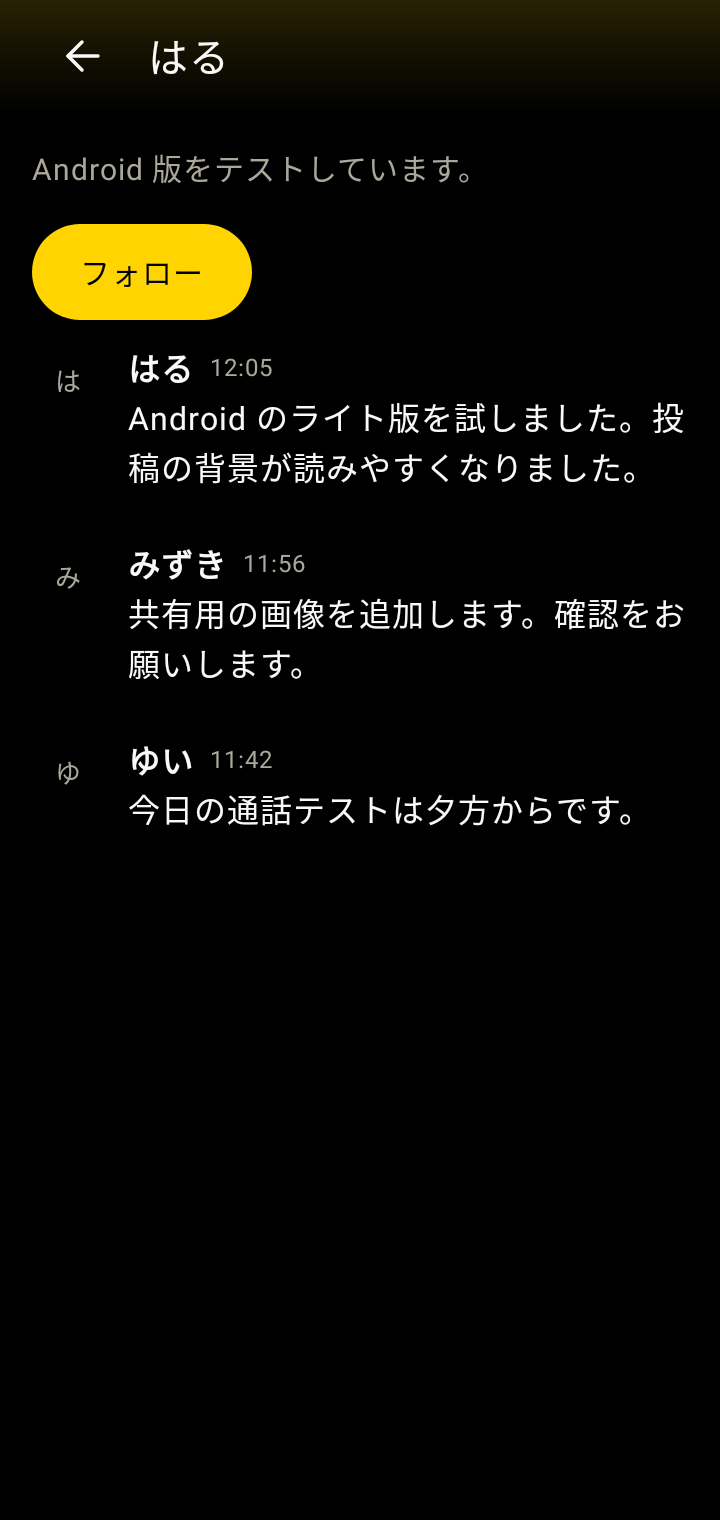 はる
Android 版をテストしています。
フォロー
は
はる 12:05
Android のライト版を試しました。投
稿の背景が読みやすくなりました。
み
みずき 11:56
共有用の画像を追加します。確認をお
願いします。
ゆ
ゆい 11:42
今日の通話テストは夕方からです。